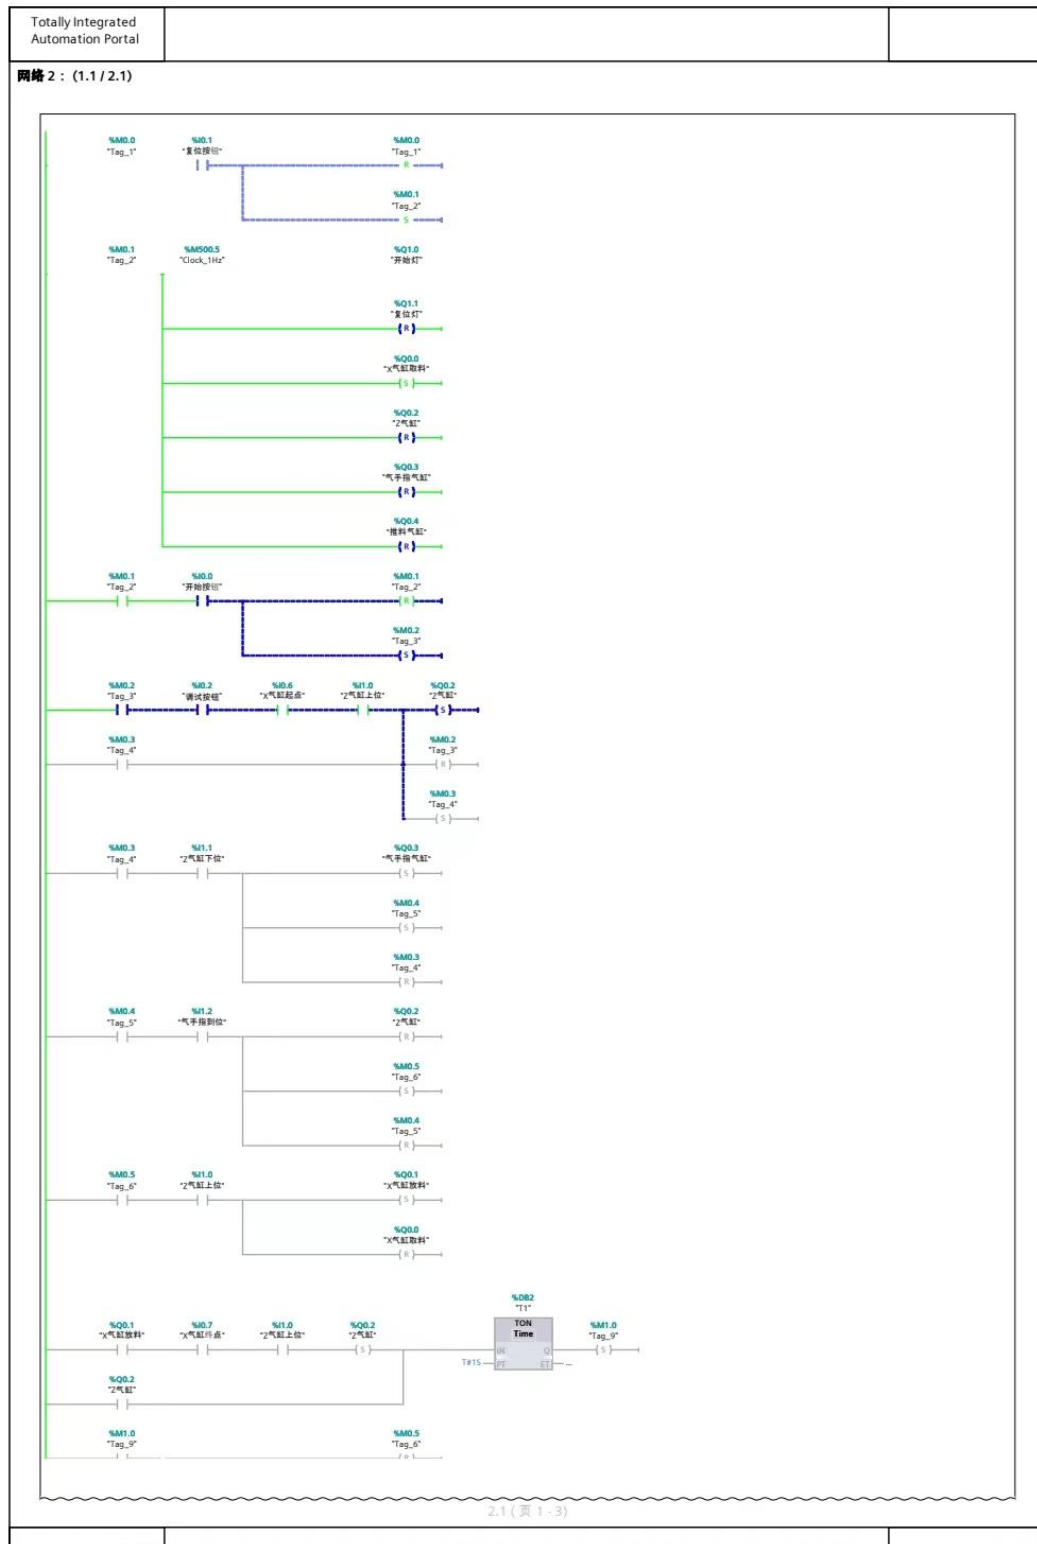 Totally Integrated
Automation Portal
网络 2： (1.1 / 2.1)
%M0.0 %I0.1 %M0.0
"Tag_1" "复位按钮" "Tag_1"
R
%M0.1
"Tag_2"
S
%M0.1 %M500.5 %Q1.0
"Tag_2" "Clock_1Hz" "开始灯"
%Q1.1
"复位灯"
R
%Q0.0
"X气缸取料"
S
%Q0.2
"Z气缸"
R
%Q0.3
"气手指气缸"
R
%Q0.4
"推料气缸"
R
%M0.1 %I0.0 %M0.1
"Tag_2" "开始按钮" "Tag_2"
R
%M0.2
"Tag_3"
S
%M0.2 %I0.2 %I0.6 %I1.0 %Q0.2
"Tag_3" "调试按钮" "X气缸起点" "Z气缸上位" "Z气缸"
S
%M0.3 %M0.2
"Tag_4" "Tag_3"
R
%M0.3
"Tag_4"
S
%M0.3 %I1.1 %Q0.3
"Tag_4" "Z气缸下位" "气手指气缸"
S
%M0.4
"Tag_5"
S
%M0.3
"Tag_4"
R
%M0.4 %I1.2 %Q0.2
"Tag_5" "气手指到位" "Z气缸"
R
%M0.5
"Tag_6"
S
%M0.4
"Tag_5"
R
%M0.5 %I1.0 %Q0.1
"Tag_6" "Z气缸上位" "X气缸放料"
S
%Q0.0
"X气缸取料"
R
%DB2
"T1"
%Q0.1 %I0.7 %I1.0 %Q0.2 TON %M1.0
"X气缸放料" "X气缸终点" "Z气缸上位" "Z气缸" Time "Tag_9"
S IN Q S
T#1S PT ET ...
%Q0.2
"Z气缸"
%M1.0 %M0.5
"Tag_9" "Tag_6"
R
2.1 ( 页 1 - 3)